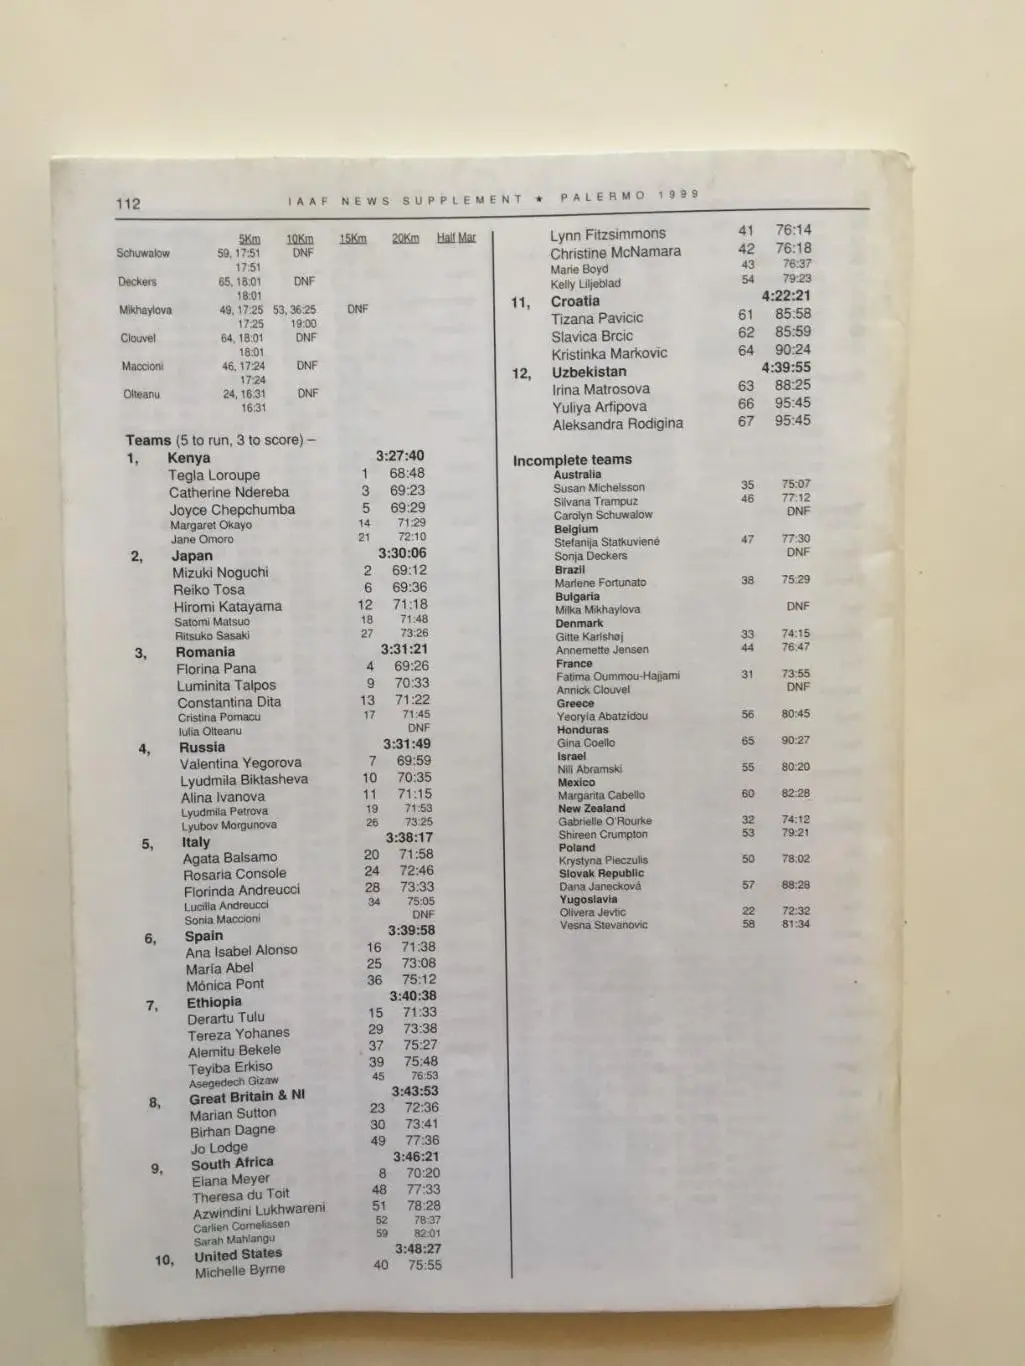 112
IAAF NEWS SUPPLEMENT ★ PALERMO 1999
5Km 10Km 15Km 20Km Half Mar
Schuwalow 59, 17:51 DNF
17:51
Deckers 65, 18:01 DNF
18:01
Mikhaylova 49, 17:25 53, 36:25 DNF
17:25 19:00
Clouvel 64, 18:01 DNF
18:01
Maccioni 46, 17:24 DNF
17:24
Olteanu 24, 16:31 DNF
16:31
Teams (5 to run, 3 to score) –
1, Kenya 3:27:40
Tegla Loroupe 1 68:48
Catherine Ndereba 3 69:23
Joyce Chepchumba 5 69:29
Margaret Okayo 14 71:29
Jane Omoro 21 72:10
2, Japan 3:30:06
Mizuki Noguchi 2 69:12
Reiko Tosa 6 69:36
Hiromi Katayama 12 71:18
Satomi Matsuo 18 71:48
Ritsuko Sasaki 27 73:26
3, Romania 3:31:21
Florina Pana 4 69:26
Luminita Talpos 9 70:33
Constantina Dita 13 71:22
Cristina Pomacu 17 71:45
Iulia Olteanu DNF
4, Russia 3:31:49
Valentina Yegorova 7 69:59
Lyudmila Biktasheva 10 70:35
Alina Ivanova 11 71:15
Lyudmila Petrova 19 71:53
Lyubov Morgunova 26 73:25
5, Italy 3:38:17
Agata Balsamo 20 71:58
Rosaria Console 24 72:46
Florinda Andreucci 28 73:33
Lucilla Andreucci 34 75:05
Sonia Maccioni DNF
6, Spain 3:39:58
Ana Isabel Alonso 16 71:38
María Abel 25 73:08
Mónica Pont 36 75:12
7, Ethiopia 3:40:38
Derartu Tulu 15 71:33
Tereza Yohanes 29 73:38
Alemitu Bekele 37 75:27
Teyiba Erkiso 39 75:48
Asegedech Gizaw 45 76:53
8, Great Britain & NI 3:43:53
Marian Sutton 23 72:36
Birhan Dagne 30 73:41
Jo Lodge 49 77:36
9, South Africa 3:46:21
Elana Meyer 8 70:20
Theresa du Toit 48 77:33
Azwindini Lukhwareni 51 78:28
Carlien Cornelissen 52 78:37
Sarah Mahlangu 59 82:01
10, United States 3:48:27
Michelle Byrne 40 75:55
Lynn Fitzsimmons 41 76:14
Christine McNamara 42 76:18
Marie Boyd 43 76:37
Kelly Liljeblad 54 79:23
11, Croatia 4:22:21
Tizana Pavicic 61 85:58
Slavica Brcic 62 85:59
Kristinka Markovic 64 90:24
12, Uzbekistan 4:39:55
Irina Matrosova 63 88:25
Yuliya Arfipova 66 95:45
Aleksandra Rodigina 67 95:45
Incomplete teams
Australia
Susan Michelsson 35 75:07
Silvana Trampuz 46 77:12
Carolyn Schuwalow DNF
Belgium
Stefanija Statkuviené 47 77:30
Sonja Deckers DNF
Brazil
Marlene Fortunato 38 75:29
Bulgaria
Milka Mikhaylova DNF
Denmark
Gitte Karlshøj 33 74:15
Annemette Jensen 44 76:47
France
Fatima Oummou-Hajjami 31 73:55
Annick Clouvel DNF
Greece
Yeoryía Abatzídou 56 80:45
Honduras
Gina Coello 65 90:27
Israel
Nili Abramski 55 80:20
Mexico
Margarita Cabello 60 82:28
New Zealand
Gabrielle O'Rourke 32 74:12
Shireen Crumpton 53 79:21
Poland
Krystyna Pieczulis 50 78:02
Slovak Republic
Dana Janecková 57 88:28
Yugoslavia
Olivera Jevtic 22 72:32
Vesna Stevanovic 58 81:34